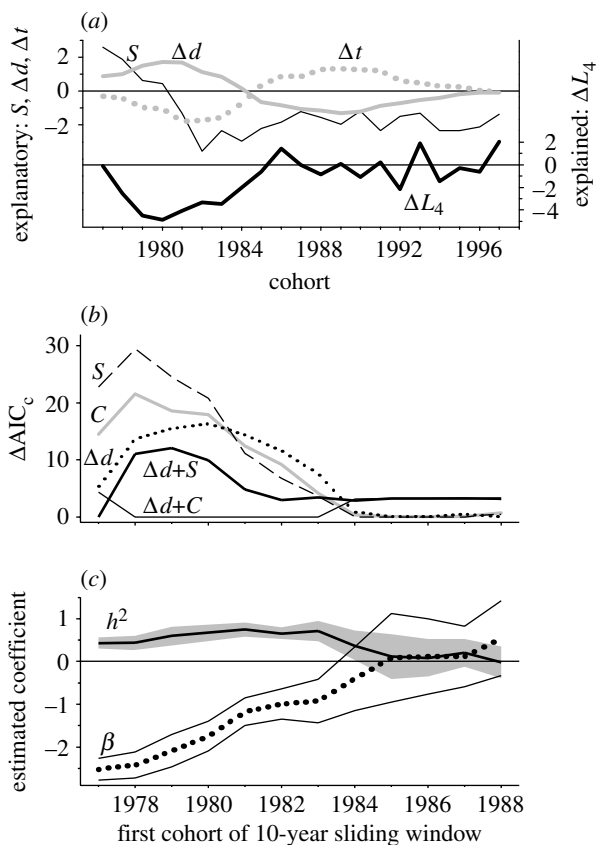 (a)
explanatory: S, Δd, Δt
2
0
−2
S
Δd
Δt
ΔL4
2
0
−2
−4
explained: ΔL4
1980 1984 1988 1992 1996
cohort
(b)
ΔAICc
30
20
10
0
S
C
Δd
Δd+S
Δd+C
(c)
estimated coefficient
1
0
−1
−2
h2
β
1978 1980 1982 1984 1986 1988
first cohort of 10-year sliding window